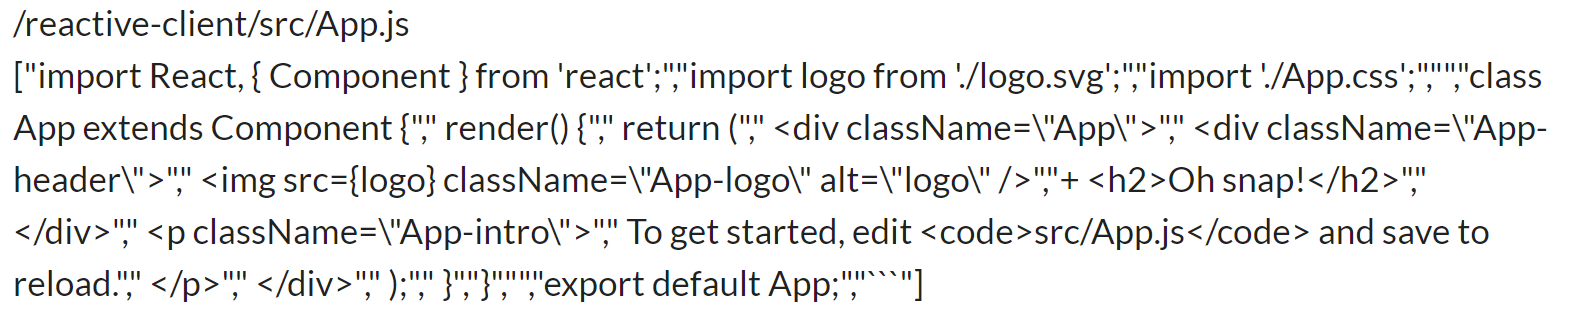 /reactive-client/src/App.js
["import React, { Component } from 'react';","import logo from './logo.svg';","import './App.css';","","class
App extends Component {"," render() {"," return ("," <div className=\"App\">"," <div className=\"App-
header\">"," <img src={logo} className=\"App-logo\" alt=\"logo\" />","+ <h2>Oh snap!</h2>","
</div>"," <p className=\"App-intro\">"," To get started, edit <code>src/App.js</code> and save to
reload."," </p>"," </div>"," );"," }","}","","export default App;","```"]